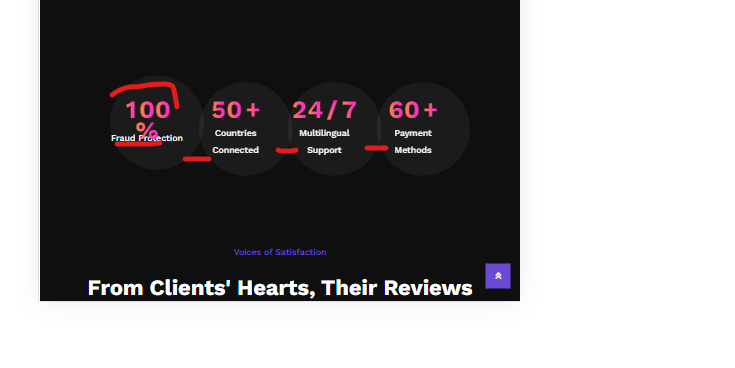 100
%
Fraud Protection
50+
Countries
Connected
24/7
Multilingual
Support
60+
Payment
Methods
Voices of Satisfaction
From Clients' Hearts, Their Reviews